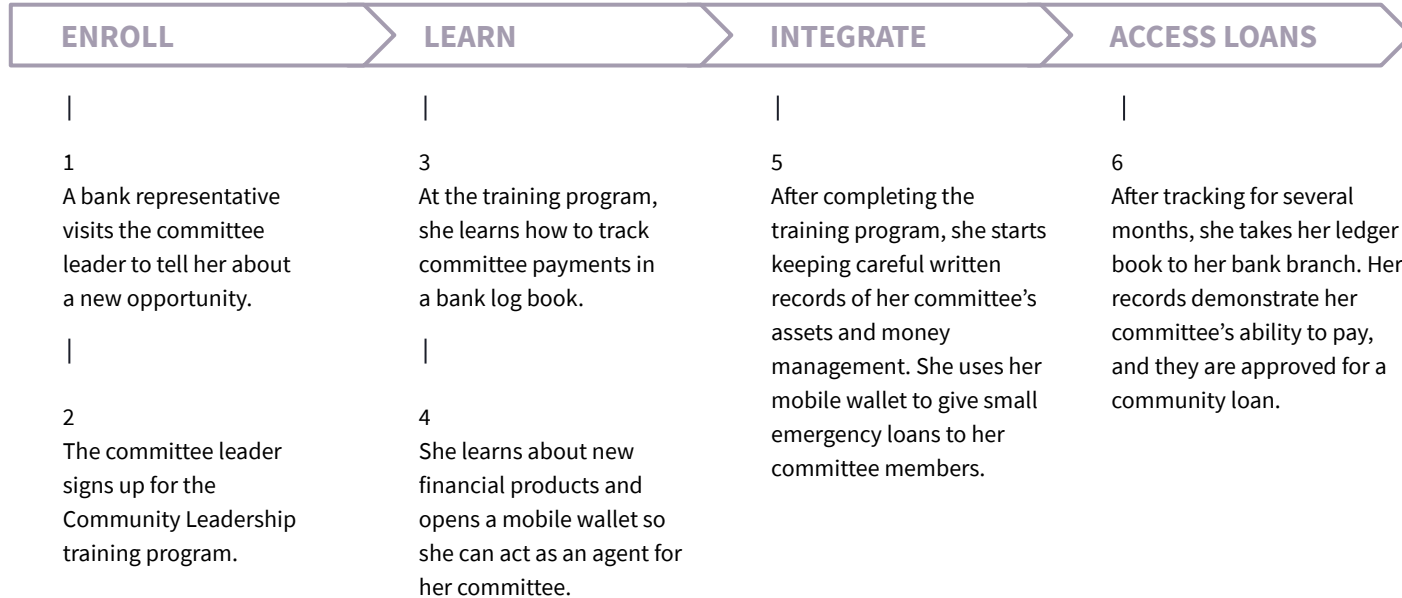 ENROLL
LEARN
INTEGRATE
ACCESS LOANS
1
A bank representative
visits the committee
leader to tell her about
a new opportunity.
2
The committee leader
signs up for the
Community Leadership
training program.
3
At the training program,
she learns how to track
committee payments in
a bank log book.
4
She learns about new
financial products and
opens a mobile wallet so
she can act as an agent for
her committee.
5
After completing the
training program, she starts
keeping careful written
records of her committee’s
assets and money
management. She uses her
mobile wallet to give small
emergency loans to her
committee members.
6
After tracking for several
months, she takes her ledger
book to her bank branch. Her
records demonstrate her
committee’s ability to pay,
and they are approved for a
community loan.